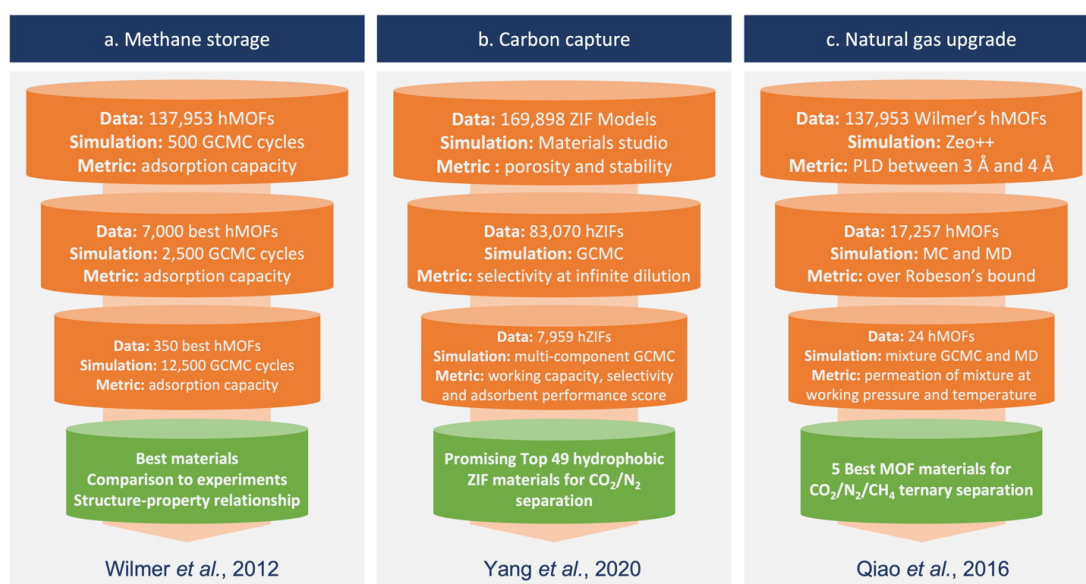 a. Methane storage
Data: 137,953 hMOFs
Simulation: 500 GCMC cycles
Metric: adsorption capacity
Data: 7,000 best hMOFs
Simulation: 2,500 GCMC cycles
Metric: adsorption capacity
Data: 350 best hMOFs
Simulation: 12,500 GCMC cycles
Metric: adsorption capacity
Best materials
Comparison to experiments
Structure-property relationship
Wilmer et al., 2012
b. Carbon capture
Data: 169,898 ZIF Models
Simulation: Materials studio
Metric : porosity and stability
Data: 83,070 hZIFs
Simulation: GCMC
Metric: selectivity at infinite dilution
Data: 7,959 hZIFs
Simulation: multi-component GCMC
Metric: working capacity, selectivity
and adsorbent performance score
Promising Top 49 hydrophobic
ZIF materials for CO₂/N₂
separation
Yang et al., 2020
c. Natural gas upgrade
Data: 137,953 Wilmer's hMOFs
Simulation: Zeo++
Metric: PLD between 3 Å and 4 Å
Data: 17,257 hMOFs
Simulation: MC and MD
Metric: over Robeson's bound
Data: 24 hMOFs
Simulation: mixture GCMC and MD
Metric: permeation of mixture at
working pressure and temperature
5 Best MOF materials for
CO₂/N₂/CH₄ ternary separation
Qiao et al., 2016